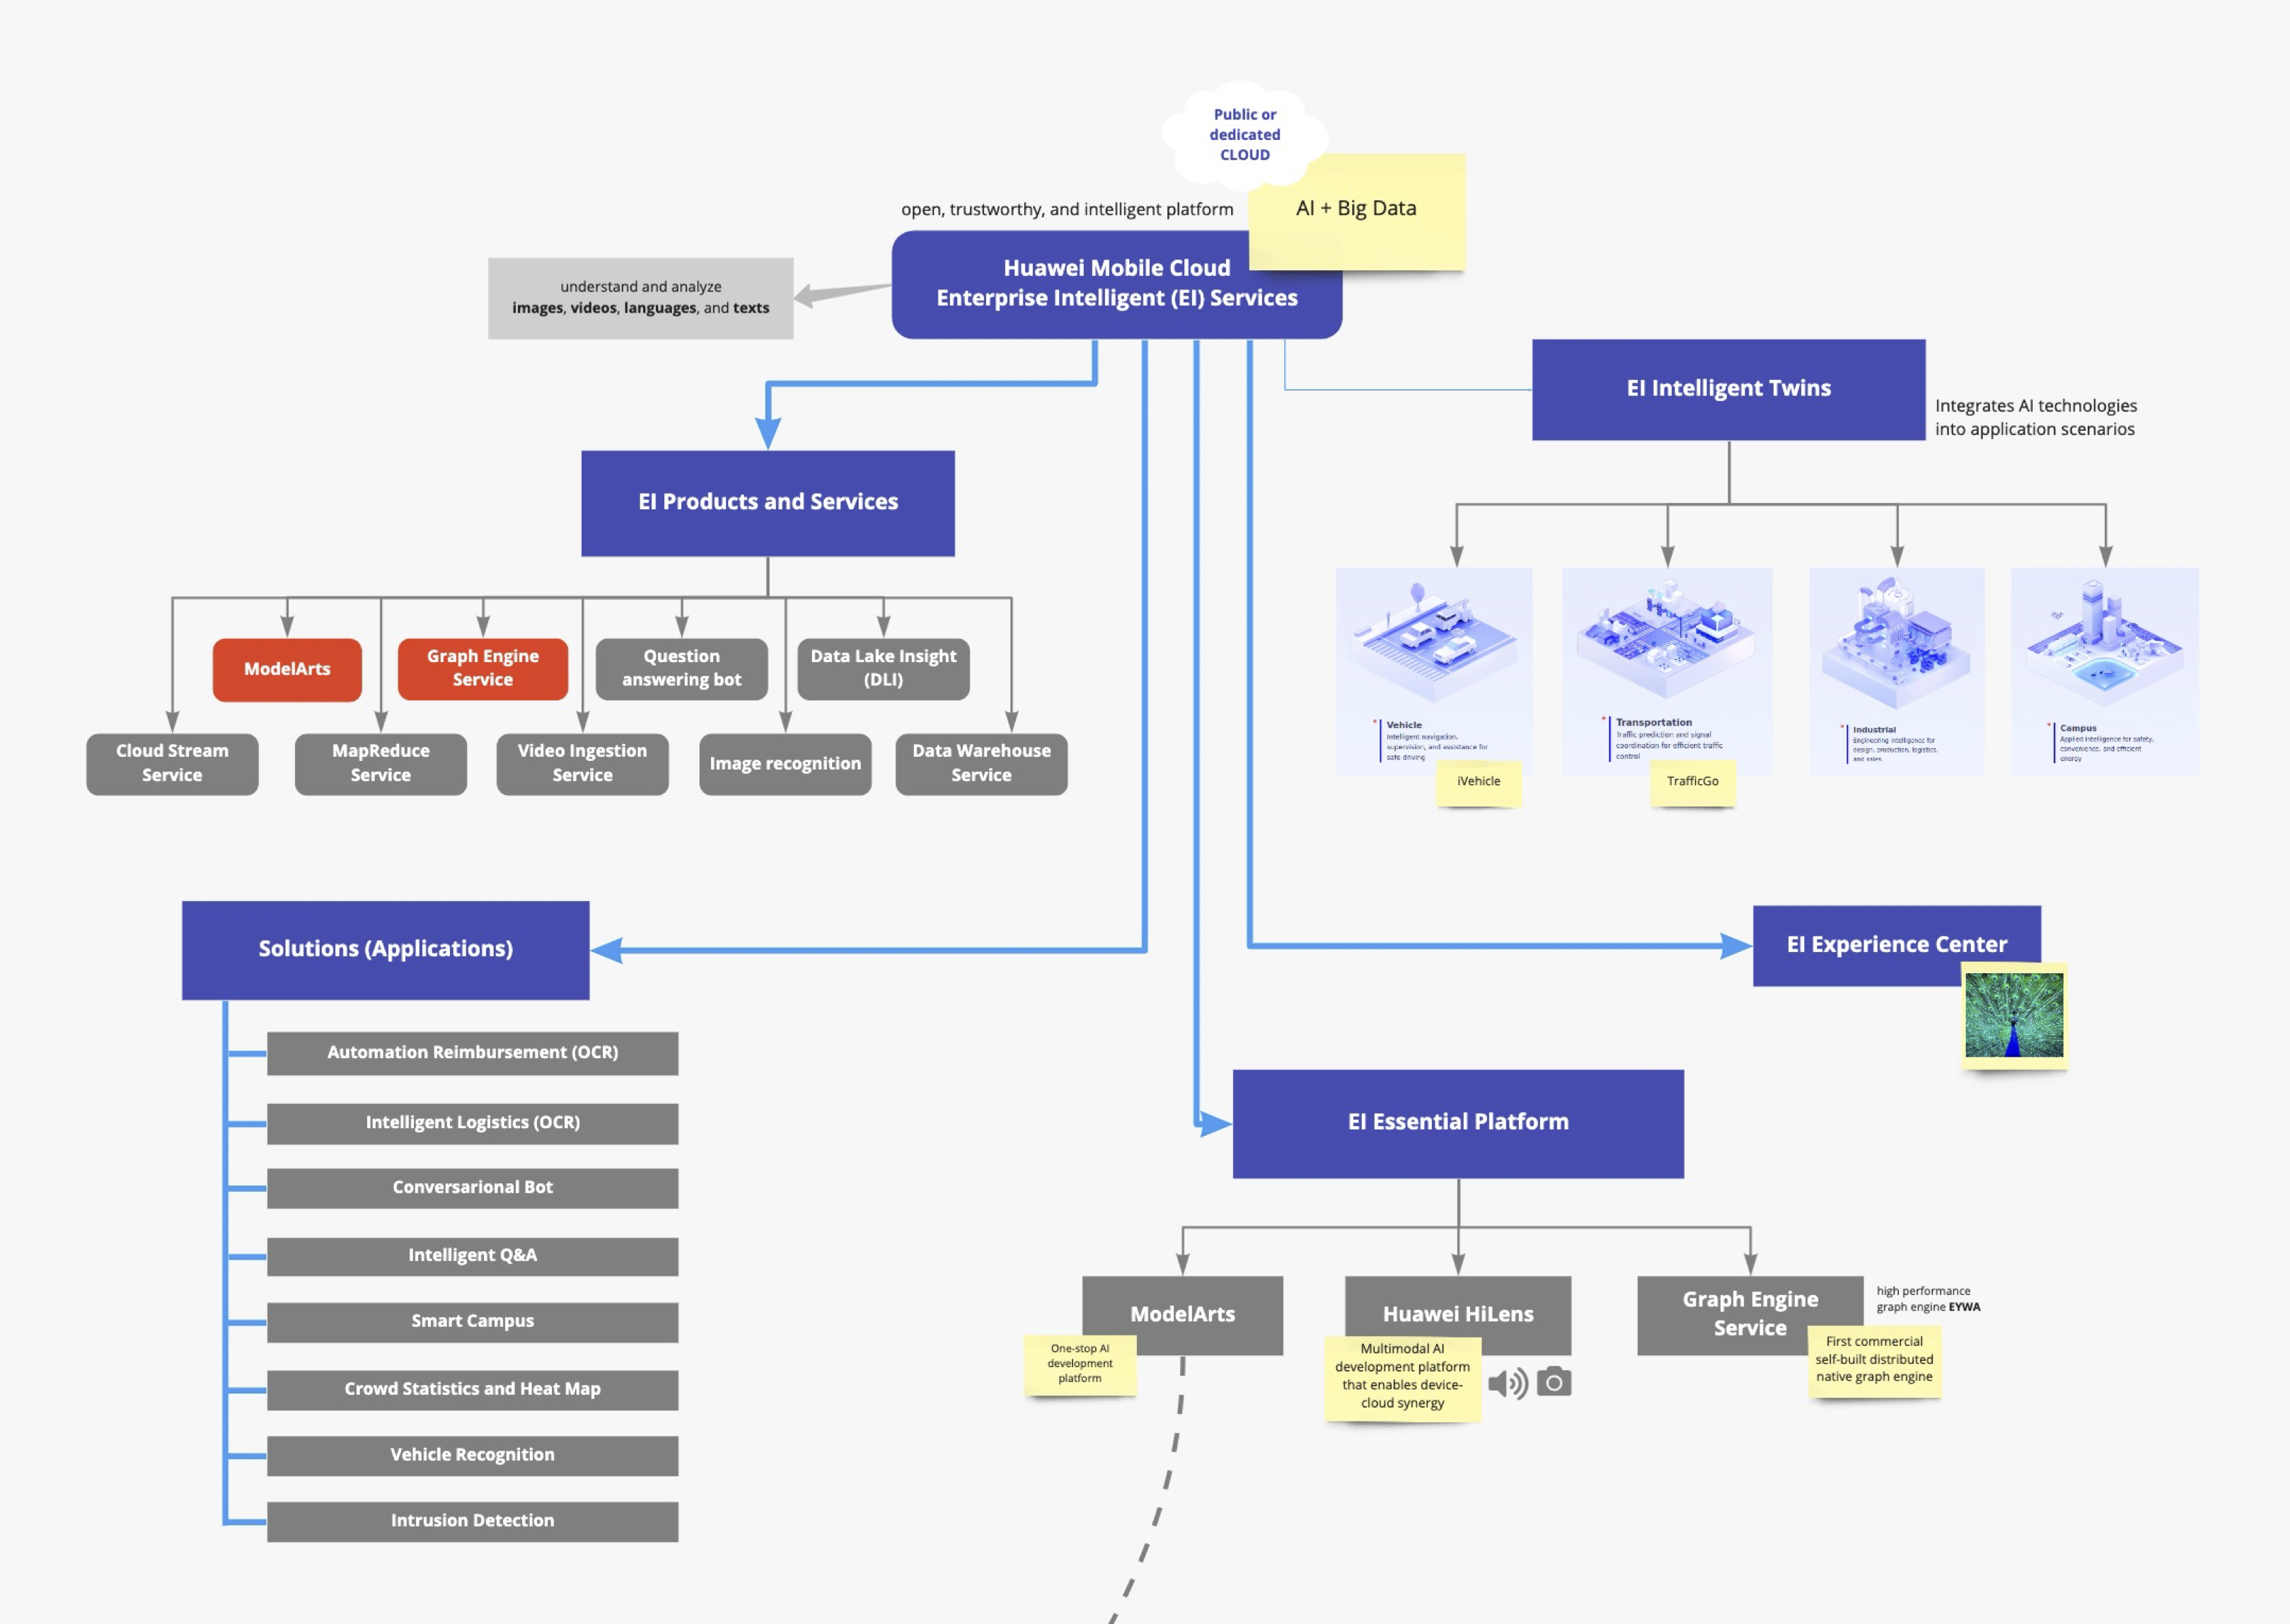 Public or
dedicated
CLOUD
AI + Big Data
open, trustworthy, and intelligent platform
Huawei Mobile Cloud
Enterprise Intelligent (EI) Services
understand and analyze
images, videos, languages, and texts
EI Intelligent Twins
Integrates AI technologies
into application scenarios
EI Products and Services
ModelArts
Graph Engine
Service
Question
answering bot
Data Lake Insight
(DLI)
Cloud Stream
Service
MapReduce
Service
Video Ingestion
Service
Image recognition
Data Warehouse
Service
* Vehicle
Intelligent navigation,
supervision, and assistance for
safe driving
iVehicle
* Transportation
Traffic prediction and signal
coordination for efficient traffic
control
TrafficGo
* Industrial
Engineering intelligence for
design, production, logistics,
and sales
* Campus
Applied intelligence for safety,
convenience, and efficient
energy
Solutions (Applications)
Automation Reimbursement (OCR)
Intelligent Logistics (OCR)
Conversarional Bot
Intelligent Q&A
Smart Campus
Crowd Statistics and Heat Map
Vehicle Recognition
Intrusion Detection
EI Experience Center
EI Essential Platform
ModelArts
One-stop AI
development
platform
Huawei HiLens
Multimodal AI
development platform
that enables device-
cloud synergy
Graph Engine
Service
high performance
graph engine EYWA
First commercial
self-built distributed
native graph engine